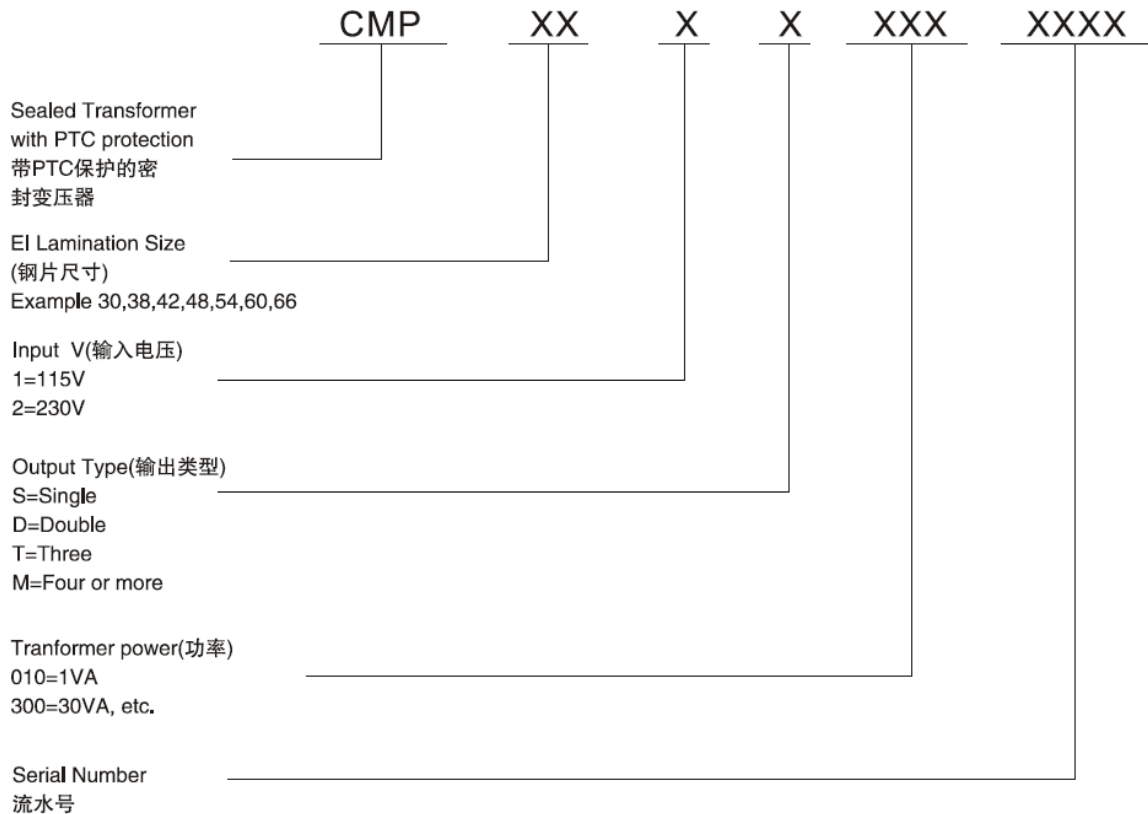 CMP XX X X XXX XXXX
Sealed Transformer
with PTC protection
带PTC保护的密
封变压器
EI Lamination Size
(钢片尺寸)
Example 30,38,42,48,54,60,66
Input V(输入电压)
1=115V
2=230V
Output Type(输出类型)
S=Single
D=Double
T=Three
M=Four or more
Tranformer power(功率)
010=1VA
300=30VA, etc.
Serial Number
流水号